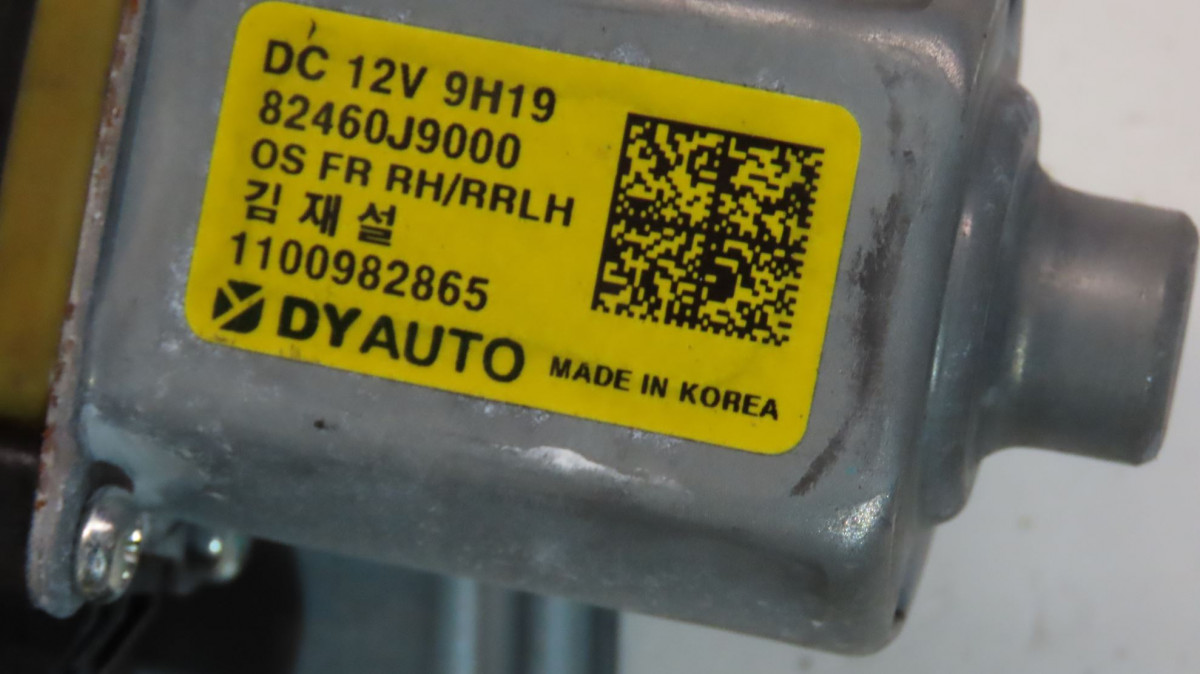 DC 12V 9H19
82460J9000
OS FR RH/RRLH
김 재 설
1100982865
DYAUTO MADE IN KOREA